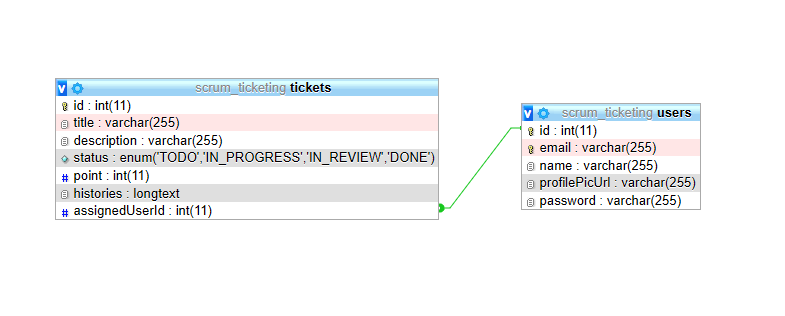 scrum_ticketing tickets
id : int(11)
title : varchar(255)
description : varchar(255)
status : enum('TODO','IN_PROGRESS','IN_REVIEW','DONE')
# point : int(11)
histories : longtext
# assignedUserId : int(11)
scrum_ticketing users
id : int(11)
email : varchar(255)
name : varchar(255)
profilePicUrl : varchar(255)
password : varchar(255)